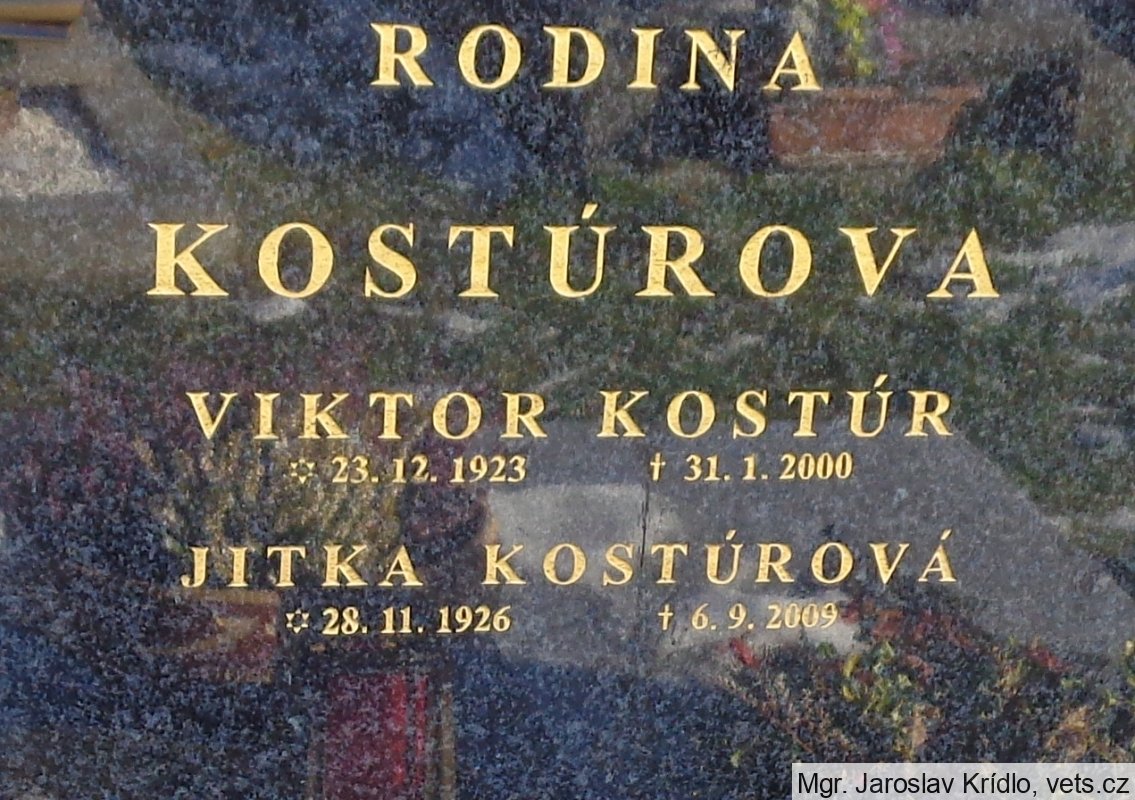 RODINA
KOSTÚROVA
VIKTOR KOSTÚR
✡ 23. 12. 1923 † 31. 1. 2000
JITKA KOSTÚROVÁ
✡ 28. 11. 1926 † 6. 9. 2009
Mgr. Jaroslav Krídlo, vets.cz